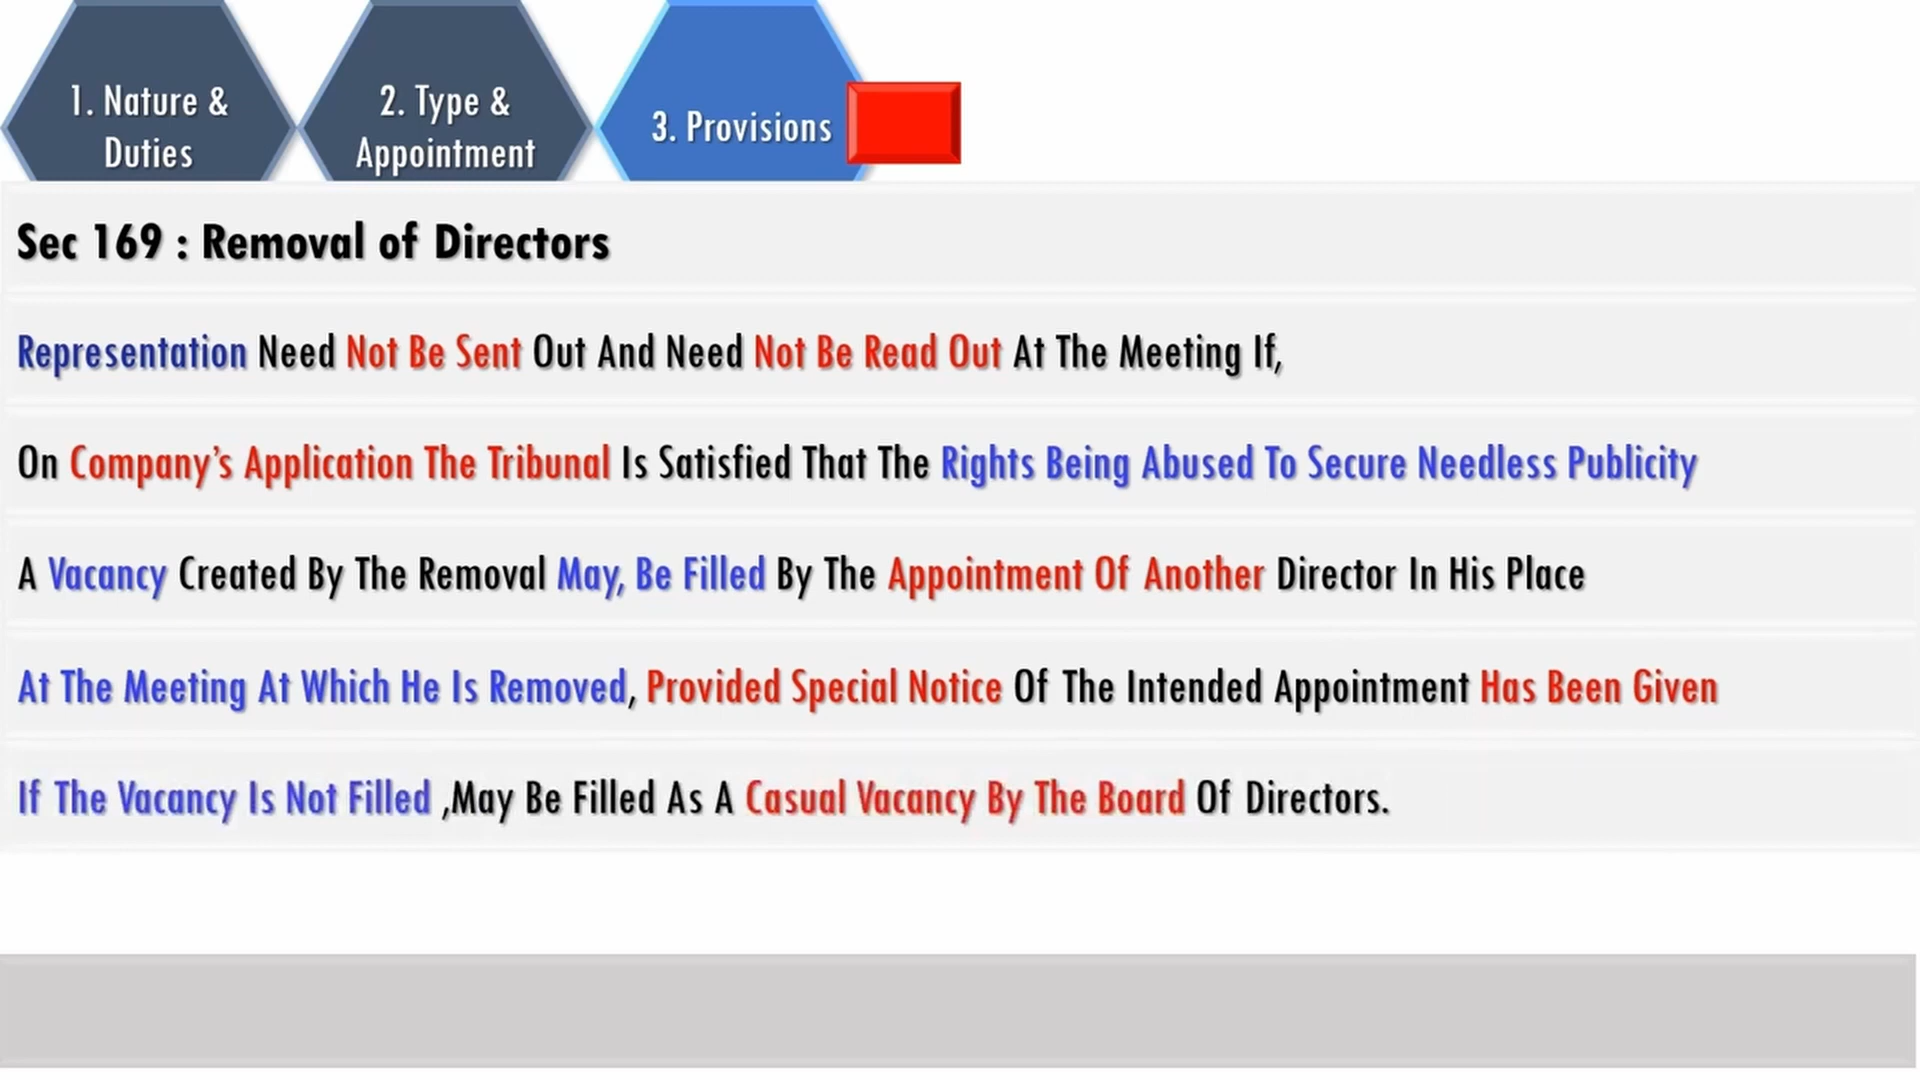 1. Nature &
Duties
2. Type &
Appointment
3. Provisions
Sec 169 : Removal of Directors
Representation Need Not Be Sent Out And Need Not Be Read Out At The Meeting If,
On Company's Application The Tribunal Is Satisfied That The Rights Being Abused To Secure Needless Publicity
A Vacancy Created By The Removal May, Be Filled By The Appointment Of Another Director In His Place
At The Meeting At Which He Is Removed, Provided Special Notice Of The Intended Appointment Has Been Given
If The Vacancy Is Not Filled ,May Be Filled As A Casual Vacancy By The Board Of Directors.